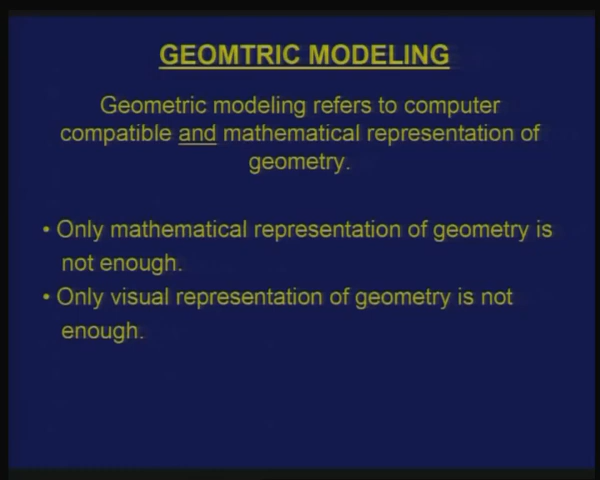 GEOMTRIC MODELING
Geometric modeling refers to computer
compatible and mathematical representation of
geometry.
• Only mathematical representation of geometry is
not enough.
• Only visual representation of geometry is not
enough.